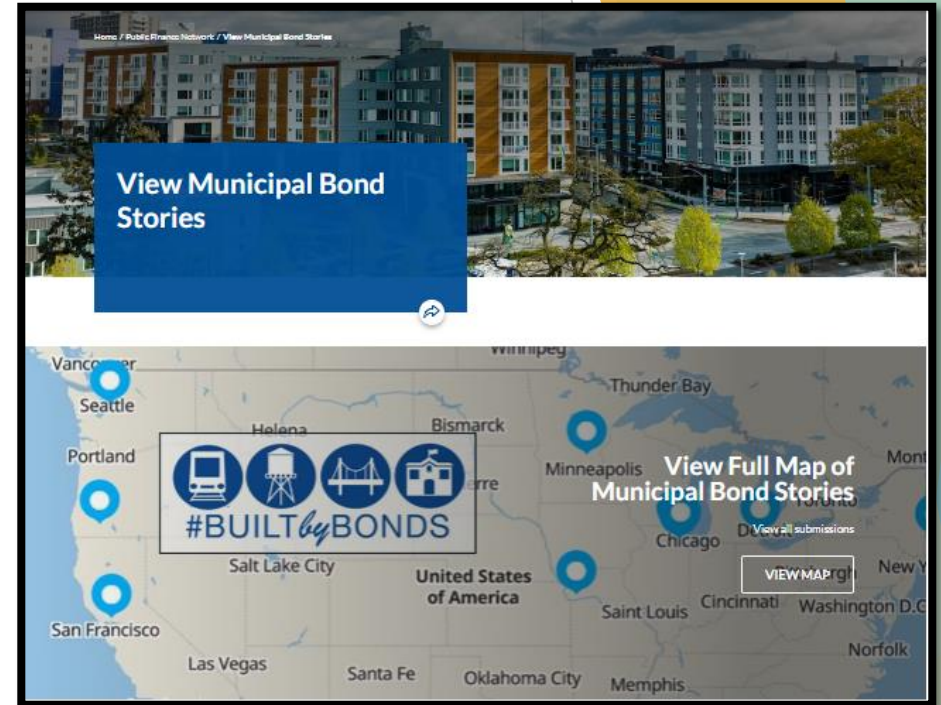 Home / Public Finance Network / View Municipal Bond Stories
View Municipal Bond
Stories
Vancouver
Winnipeg
Thunder Bay
Seattle
Helena
Bismarck
Portland
Minneapolis
View Full Map of
Municipal Bond Stories
Toronto
#BUILTbyBONDS
View all submissions
Chicago
VIEW MAP
Salt Lake City
United States
of America
Saint Louis
Cincinnati
Washington D.C
San Francisco
Norfolk
Las Vegas
Santa Fe
Oklahoma City
Memphis